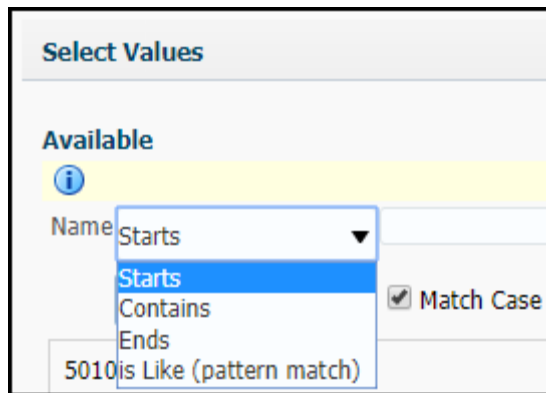 Select Values
Available
Name Starts
Starts
Contains Match Case
Ends
5010 is Like (pattern match)